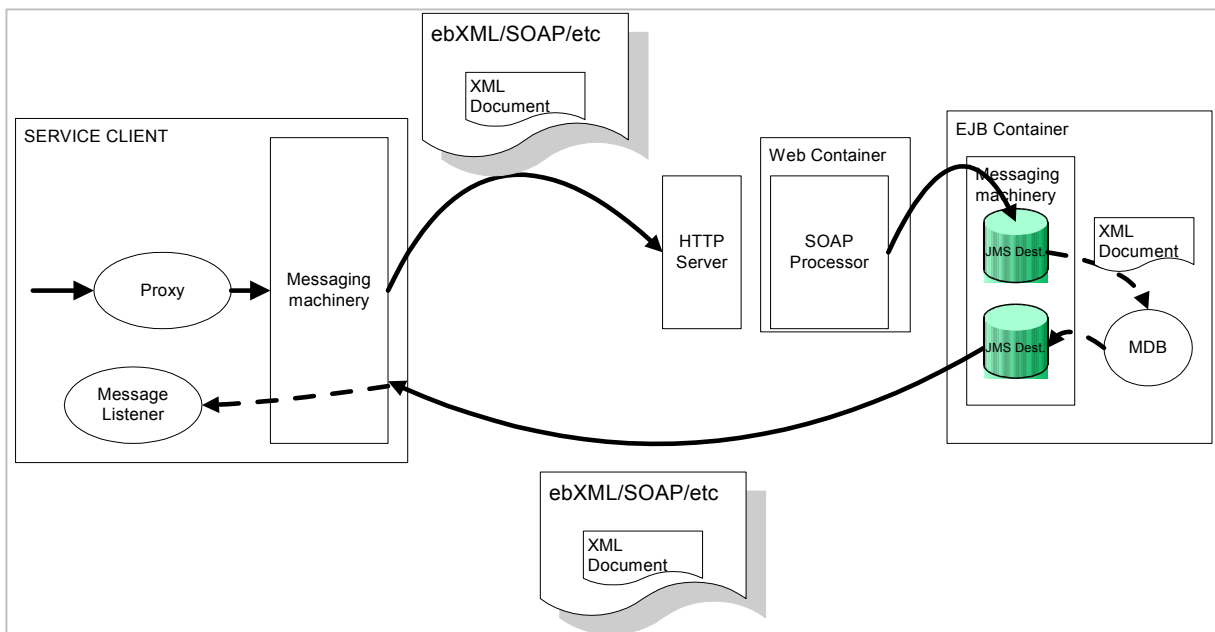 ebXML/SOAP/etc
XML
Document
SERVICE CLIENT
Proxy
Messaging
machinery
Message
Listener
HTTP
Server
Web Container
SOAP
Processor
EJB Container
Messaging
machinery
JMS Dest.
XML
Document
JMS Dest.
MDB
ebXML/SOAP/etc
XML
Document